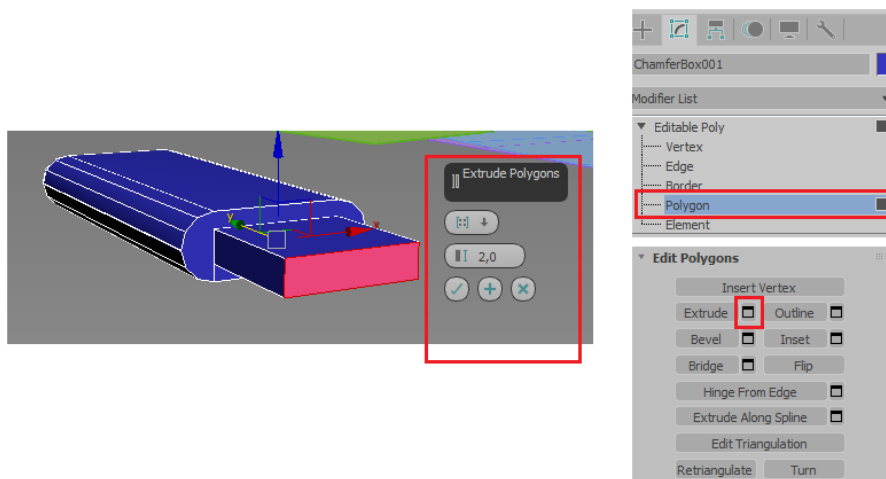 ChamferBox001
Modifier List
Editable Poly
Vertex
Edge
Border
Polygon
Element
Extrude Polygons
2,0
y
x
Edit Polygons
Insert Vertex
Extrude Outline
Bevel Inset
Bridge Flip
Hinge From Edge
Extrude Along Spline
Edit Triangulation
Retriangulate Turn